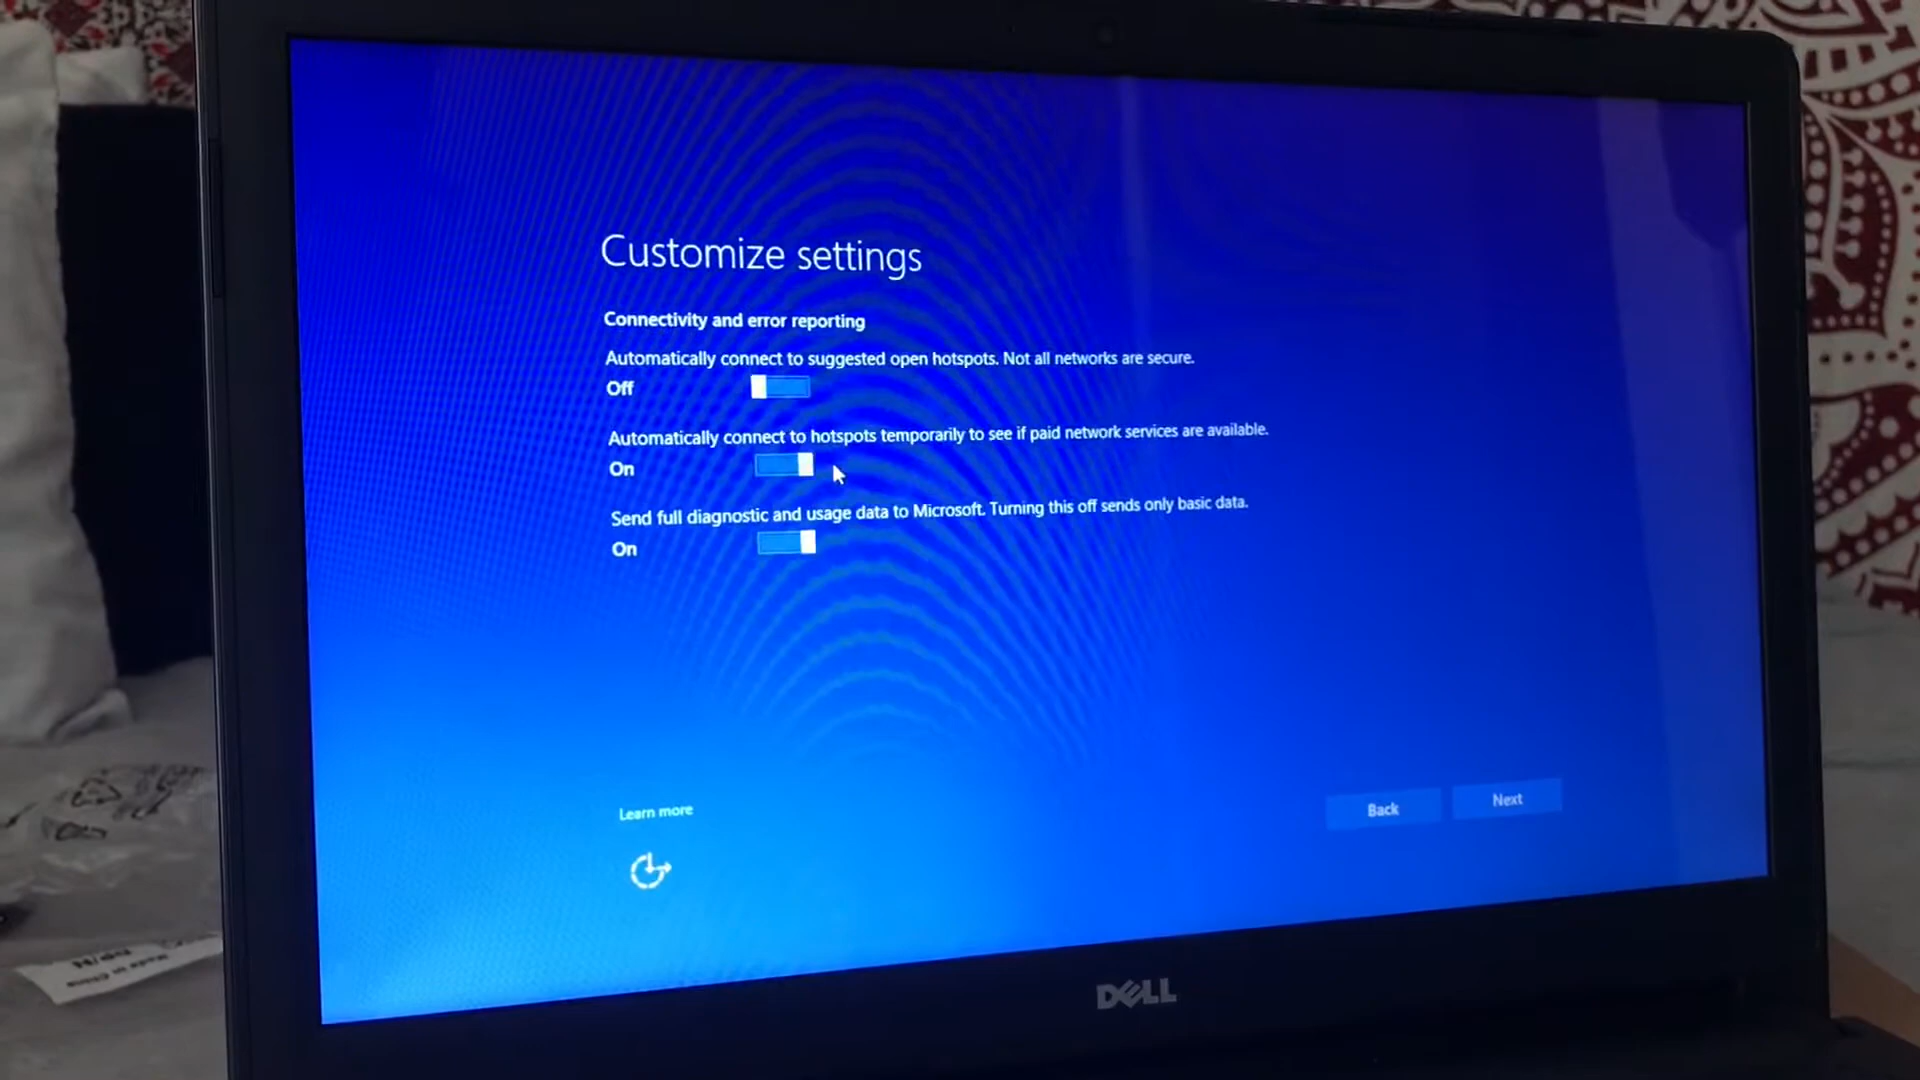 Customize settings
Connectivity and error reporting
Automatically connect to suggested open hotspots. Not all networks are secure.
Off
Automatically connect to hotspots temporarily to see if paid network services are available.
On
Send full diagnostic and usage data to Microsoft. Turning this off sends only basic data.
On
Learn more
Back
Next
DELL